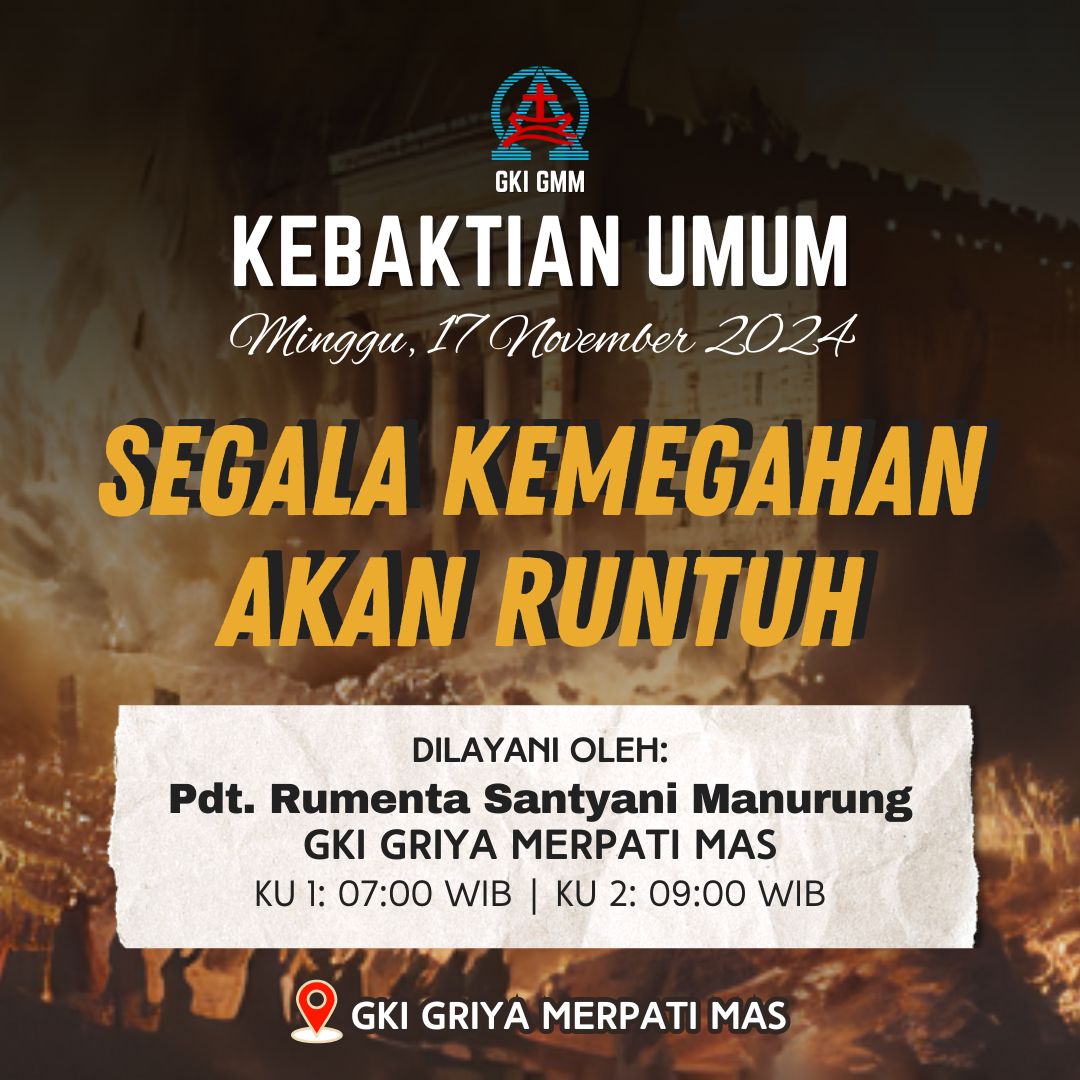 GKI GMM
KEBAKTIAN UMUM
Minggu, 17 November 2024
SEGALA KEMEGAHAN
AKAN RUNTUH
DILAYANI OLEH:
Pdt. Rumenta Santyani Manurung
GKI GRIYA MERPATI MAS
KU 1: 07:00 WIB | KU 2: 09:00 WIB
GKI GRIYA MERPATI MAS